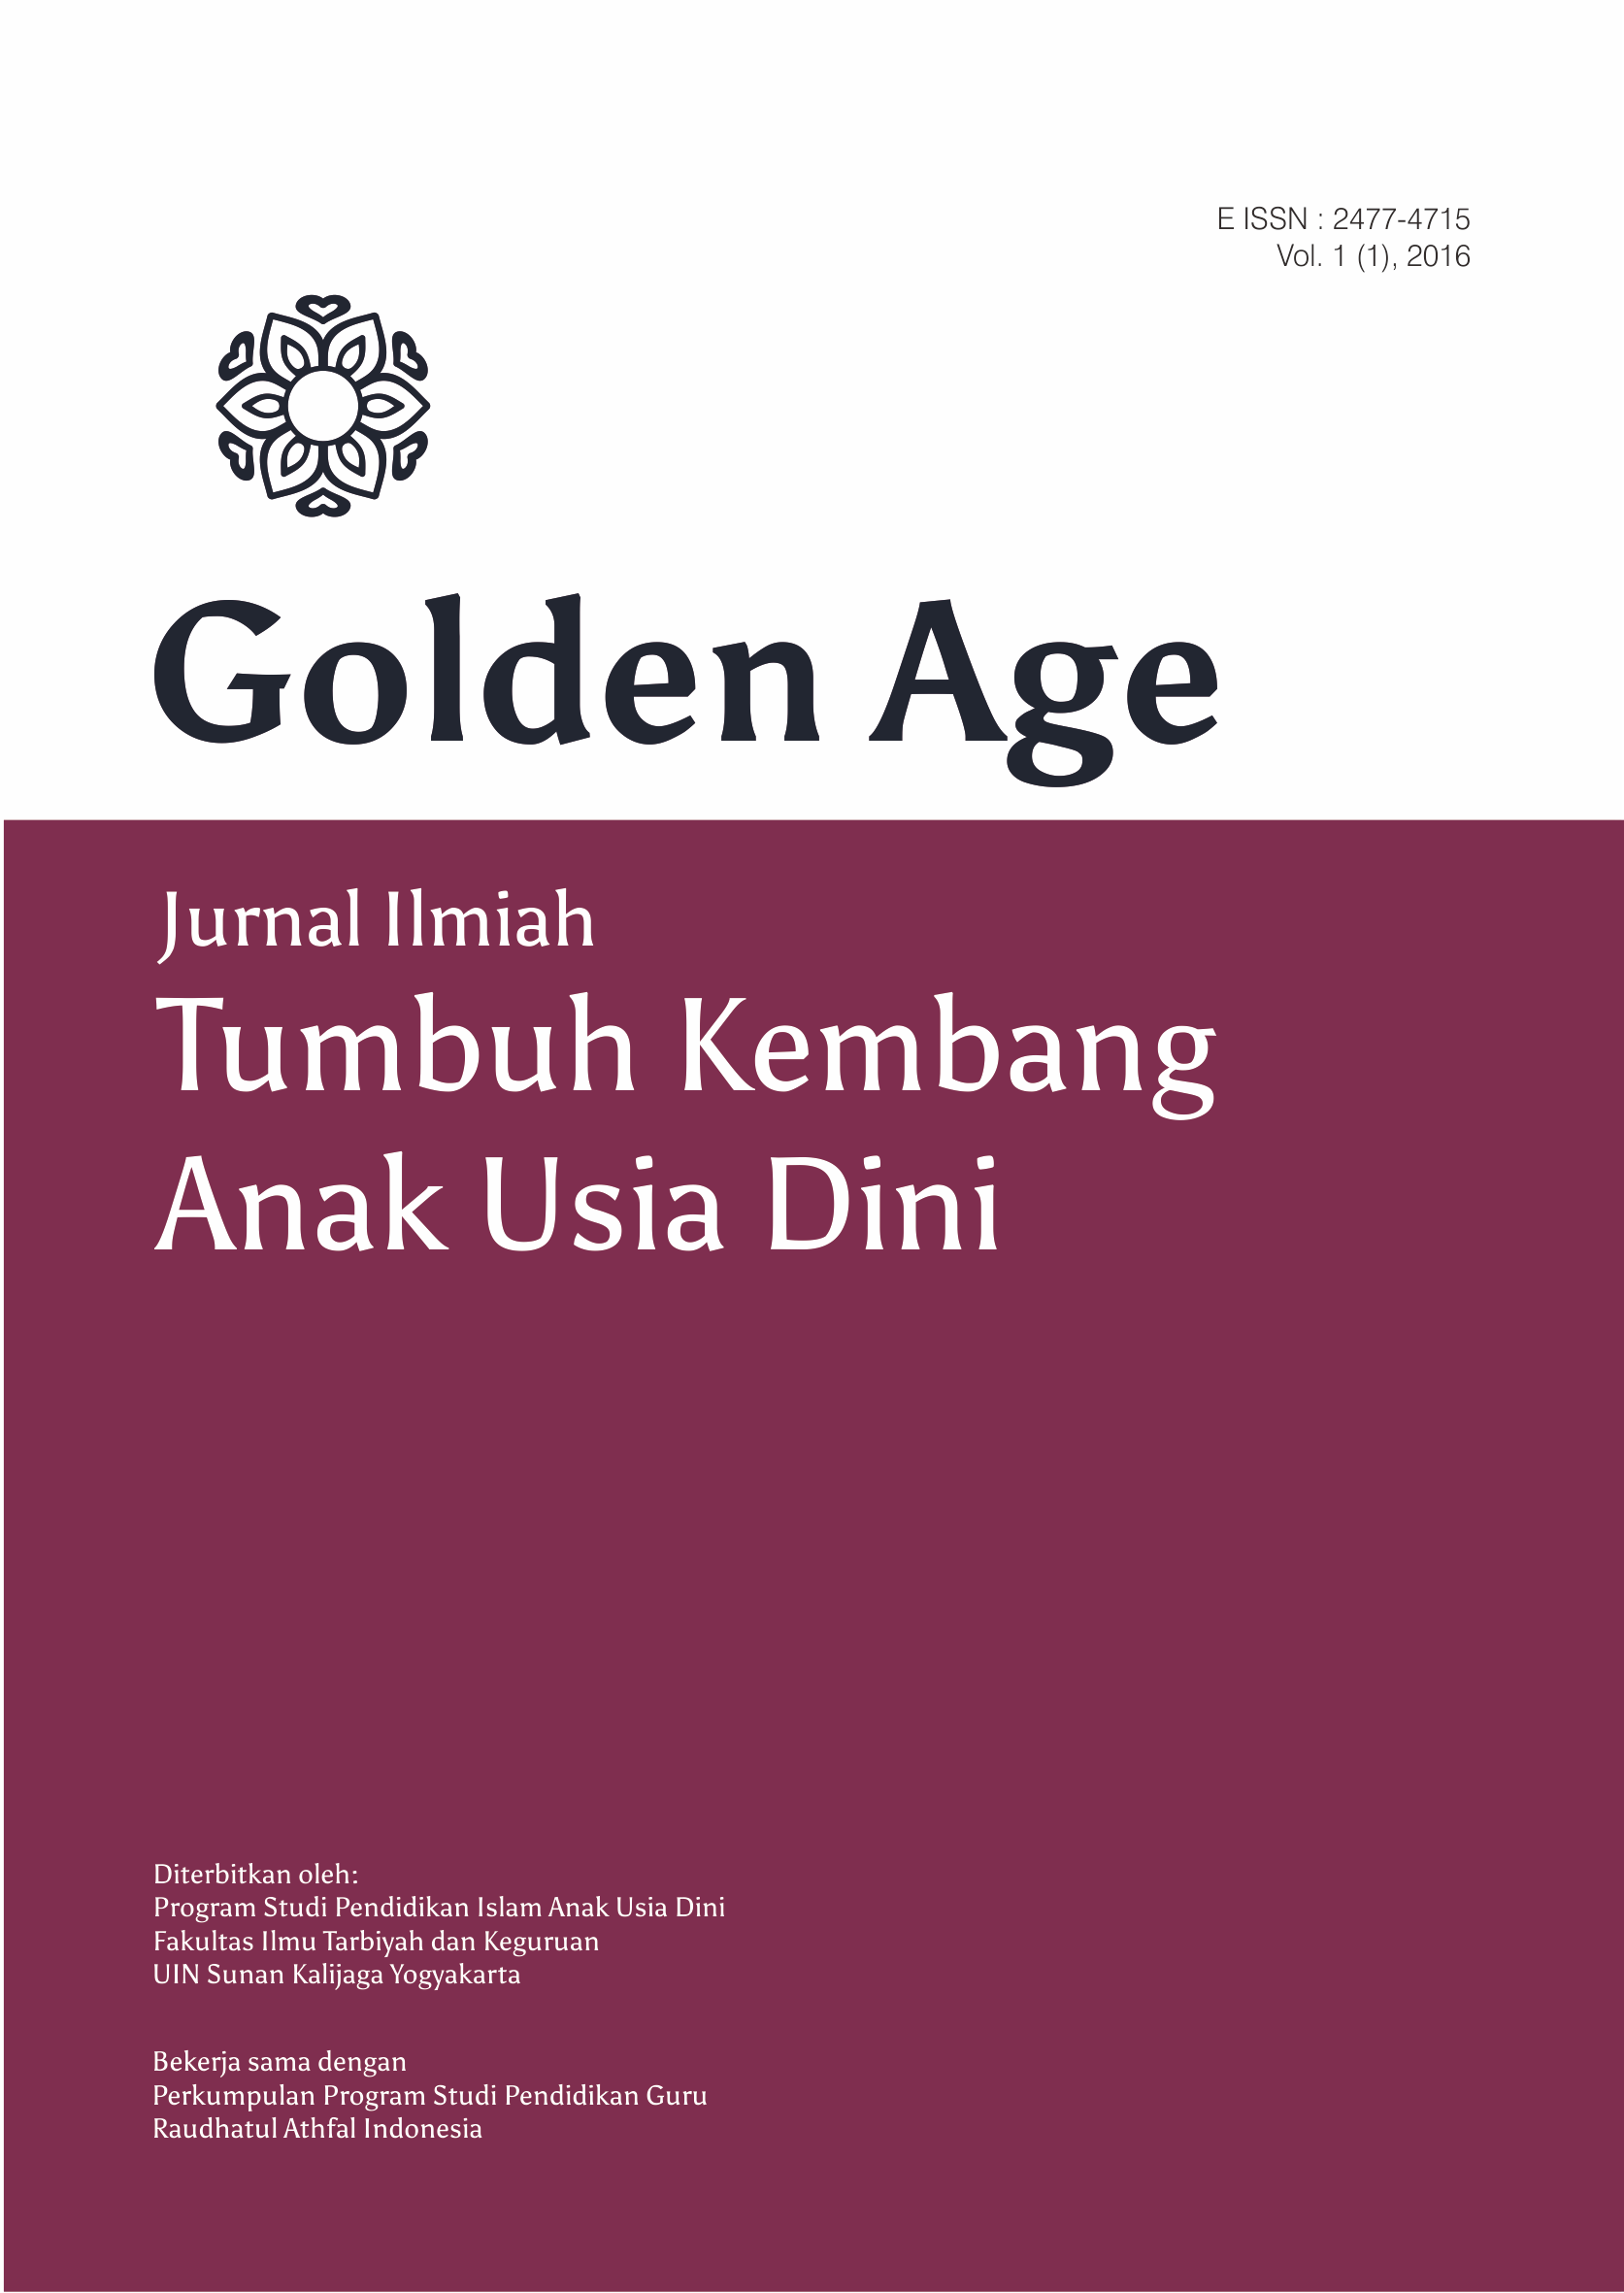 E ISSN : 2477-4715
Vol. 1 (1), 2016
Golden Age
Jurnal Ilmiah
Tumbuh Kembang
Anak Usia Dini
Diterbitkan oleh:
Program Studi Pendidikan Islam Anak Usia Dini
Fakultas Ilmu Tarbiyah dan Keguruan
UIN Sunan Kalijaga Yogyakarta
Bekerja sama dengan
Perkumpulan Program Studi Pendidikan Guru
Raudhatul Athfal Indonesia